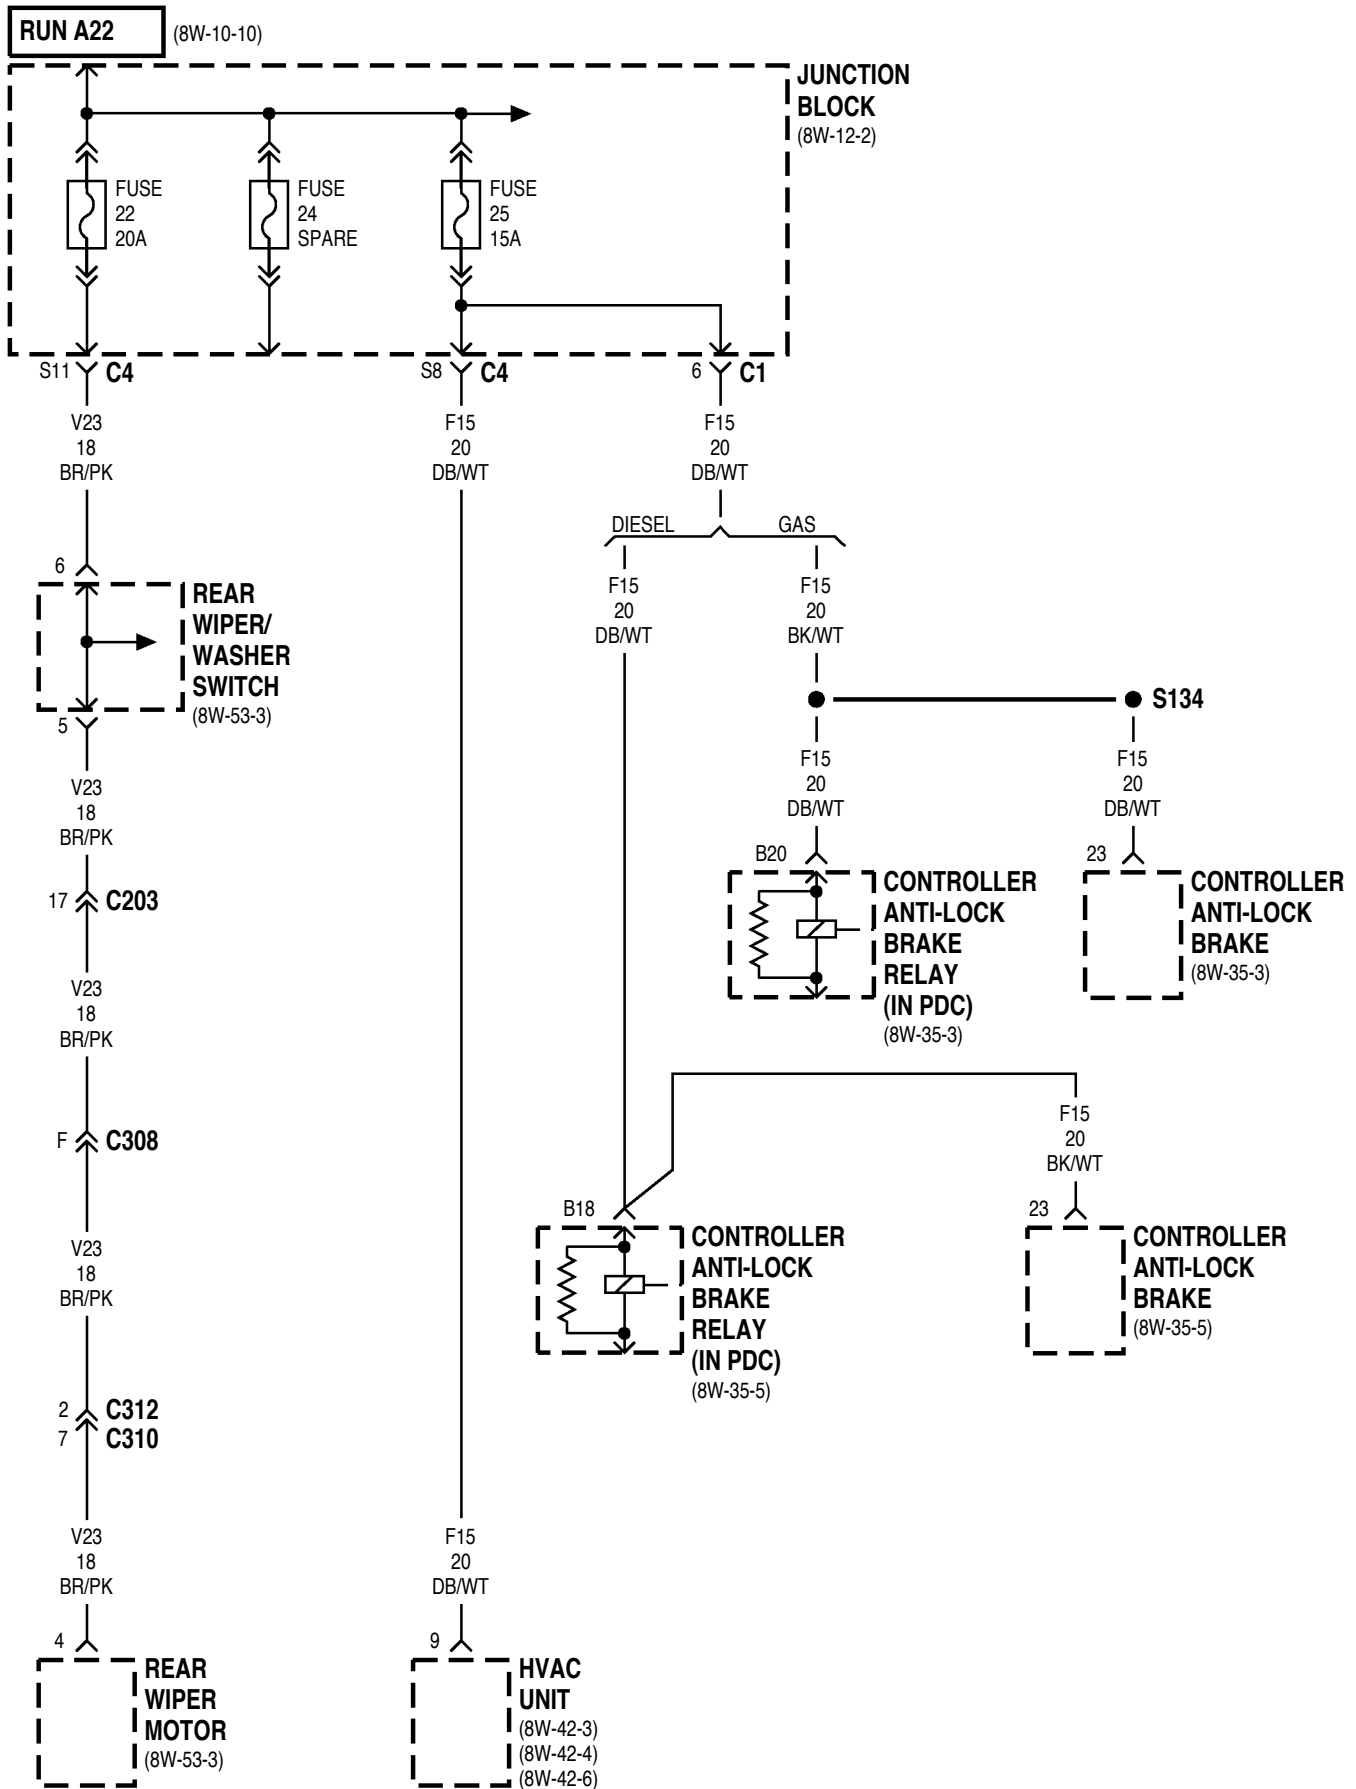 RUN A22 (8W-10-10)
JUNCTION
BLOCK
(8W-12-2)
FUSE
22
20A
FUSE
24
SPARE
FUSE
25
15A
S11 C4
S8 C4
6 C1
V23
18
BR/PK
F15
20
DB/WT
F15
20
DB/WT
DIESEL GAS
6
REAR
WIPER/
WASHER
SWITCH
(8W-53-3)
5
F15
20
DB/WT
F15
20
BK/WT
S134
V23
18
BR/PK
F15
20
DB/WT
F15
20
DB/WT
17 C203
B20
CONTROLLER
ANTI-LOCK
BRAKE
RELAY
(IN PDC)
(8W-35-3)
23
CONTROLLER
ANTI-LOCK
BRAKE
(8W-35-3)
V23
18
BR/PK
F C308
F15
20
BK/WT
V23
18
BR/PK
B18
CONTROLLER
ANTI-LOCK
BRAKE
RELAY
(IN PDC)
(8W-35-5)
23
CONTROLLER
ANTI-LOCK
BRAKE
(8W-35-5)
2 C312
7 C310
V23
18
BR/PK
F15
20
DB/WT
4
REAR
WIPER
MOTOR
(8W-53-3)
9
HVAC
UNIT
(8W-42-3)
(8W-42-4)
(8W-42-6)